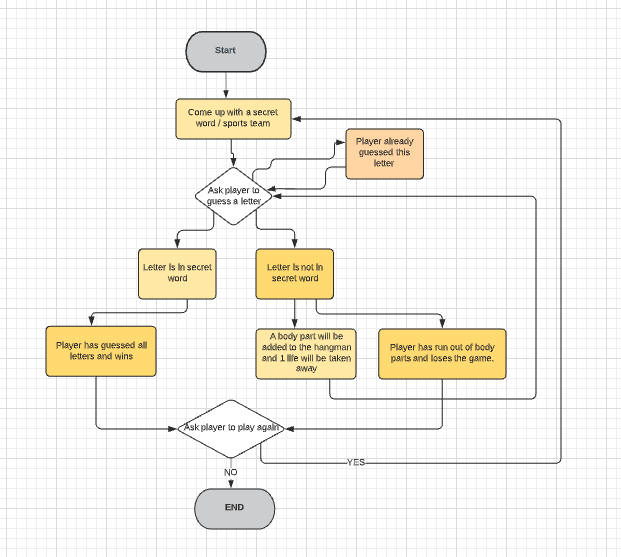 Start
Come up with a secret
word / sports team
Player already
guessed this
letter
Ask player to
guess a letter
Letter is in secret
word
Letter is not in
secret word
Player has guessed all
letters and wins
A body part will be
added to the hangman
and 1 life will be taken
away
Player has run out of body
parts and loses the game.
Ask player to play again
YES
NO
END